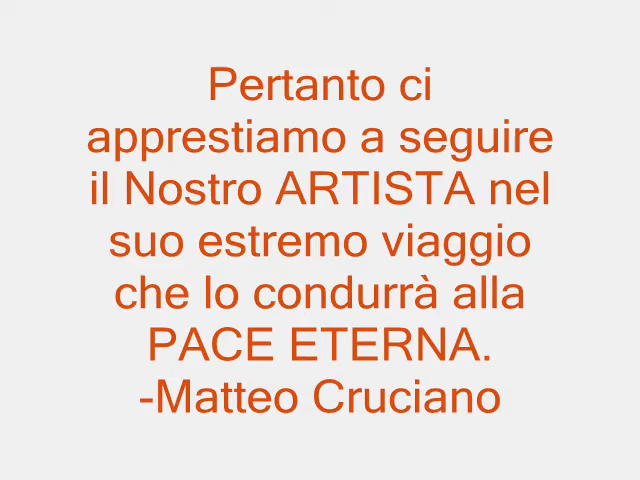 Pertanto ci
apprestiamo a seguire
il Nostro ARTISTA nel
suo estremo viaggio
che lo condurrà alla
PACE ETERNA.
-Matteo Cruciano